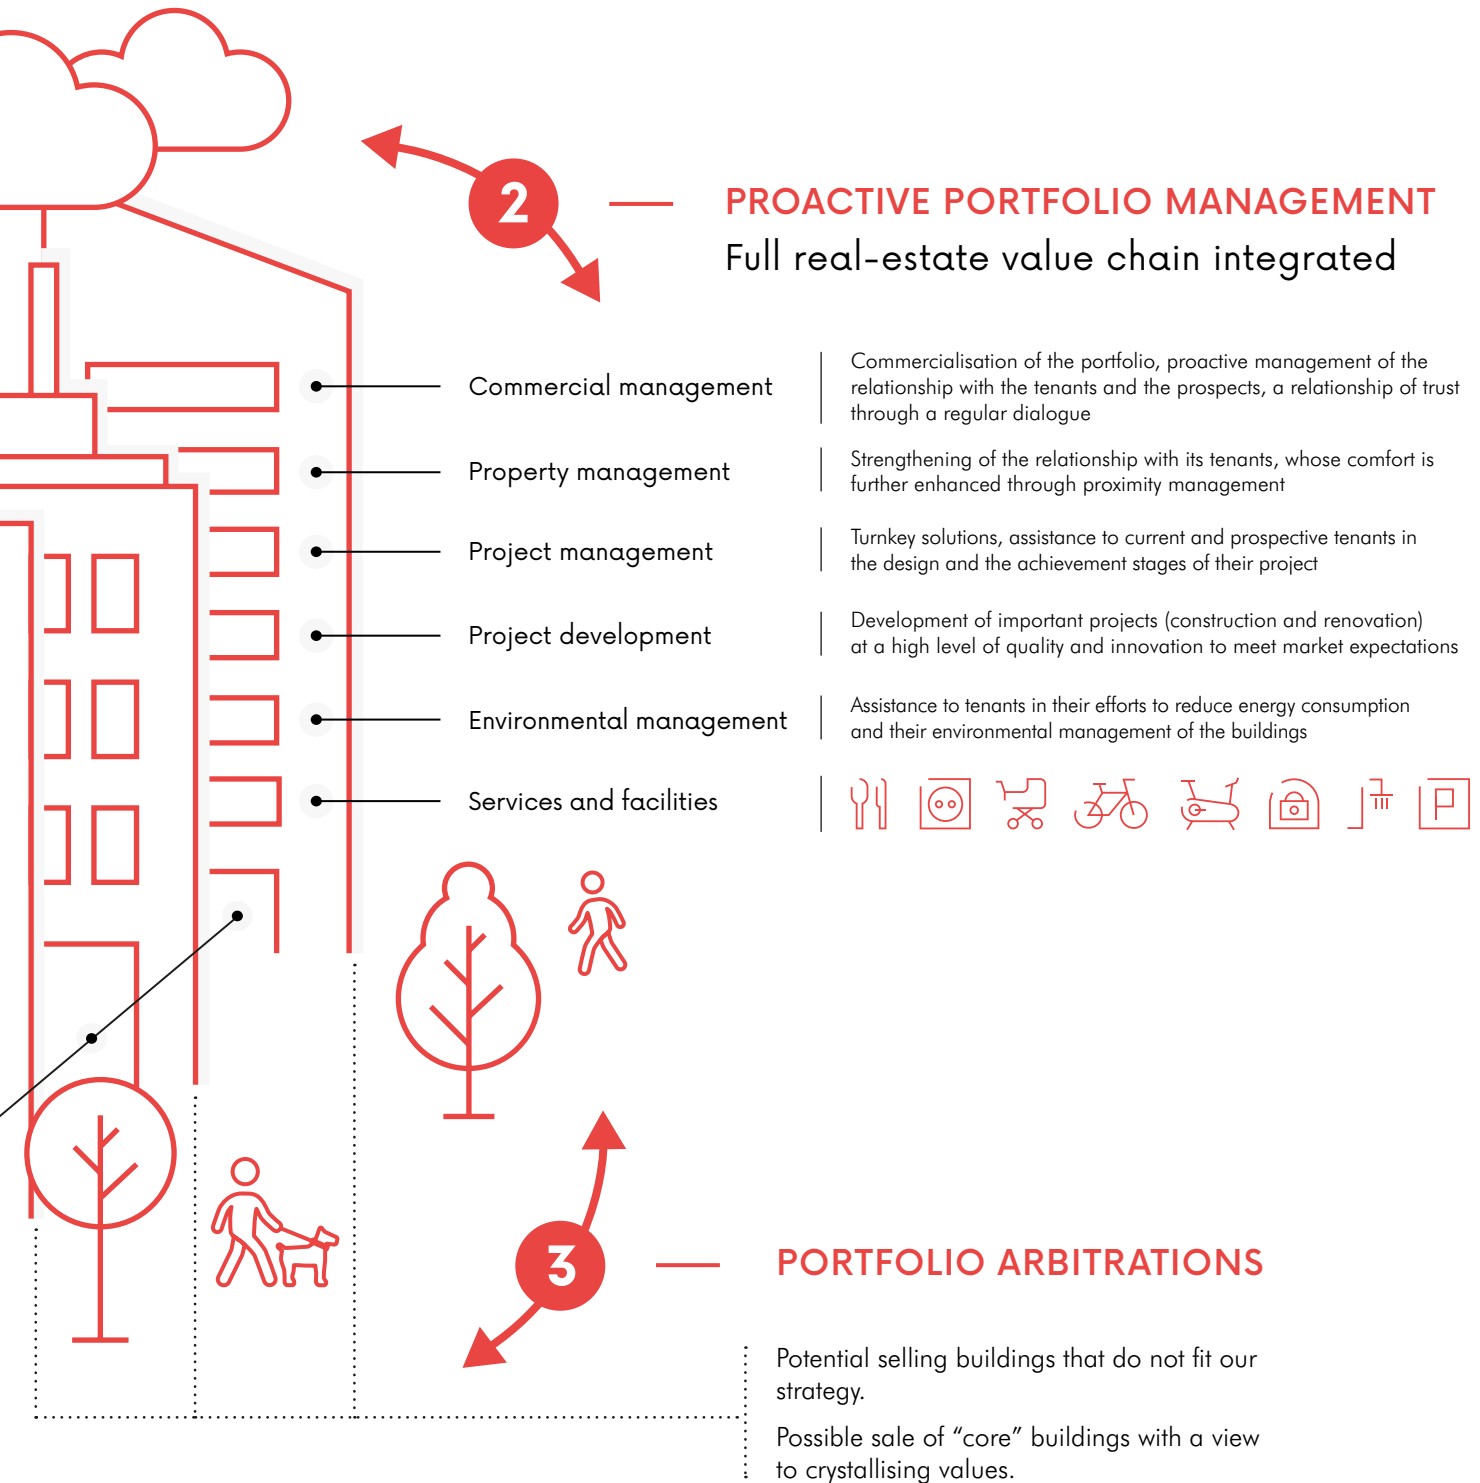 2
PROACTIVE PORTFOLIO MANAGEMENT
Full real-estate value chain integrated
Commercial management
Commercialisation of the portfolio, proactive management of the
relationship with the tenants and the prospects, a relationship of trust
through a regular dialogue
Property management
Strengthening of the relationship with its tenants, whose comfort is
further enhanced through proximity management
Project management
Turnkey solutions, assistance to current and prospective tenants in
the design and the achievement stages of their project
Project development
Development of important projects (construction and renovation)
at a high level of quality and innovation to meet market expectations
Environmental management
Assistance to tenants in their efforts to reduce energy consumption
and their environmental management of the buildings
Services and facilities
P
3
PORTFOLIO ARBITRATIONS
Potential selling buildings that do not fit our
strategy.
Possible sale of “core” buildings with a view
to crystallising values.